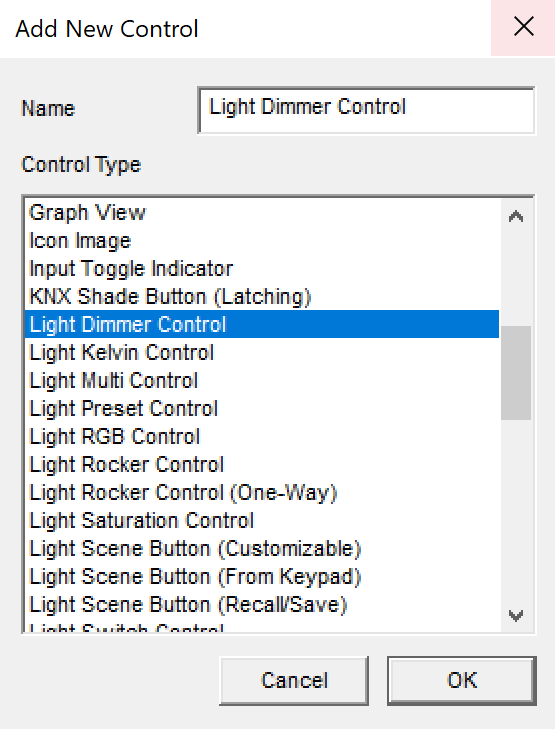 Add New Control
Name
Light Dimmer Control
Control Type
Graph View
Icon Image
Input Toggle Indicator
KNX Shade Button (Latching)
Light Dimmer Control
Light Kelvin Control
Light Multi Control
Light Preset Control
Light RGB Control
Light Rocker Control
Light Rocker Control (One-Way)
Light Saturation Control
Light Scene Button (Customizable)
Light Scene Button (From Keypad)
Light Scene Button (Recall/Save)
Light Switch Control
Cancel
OK